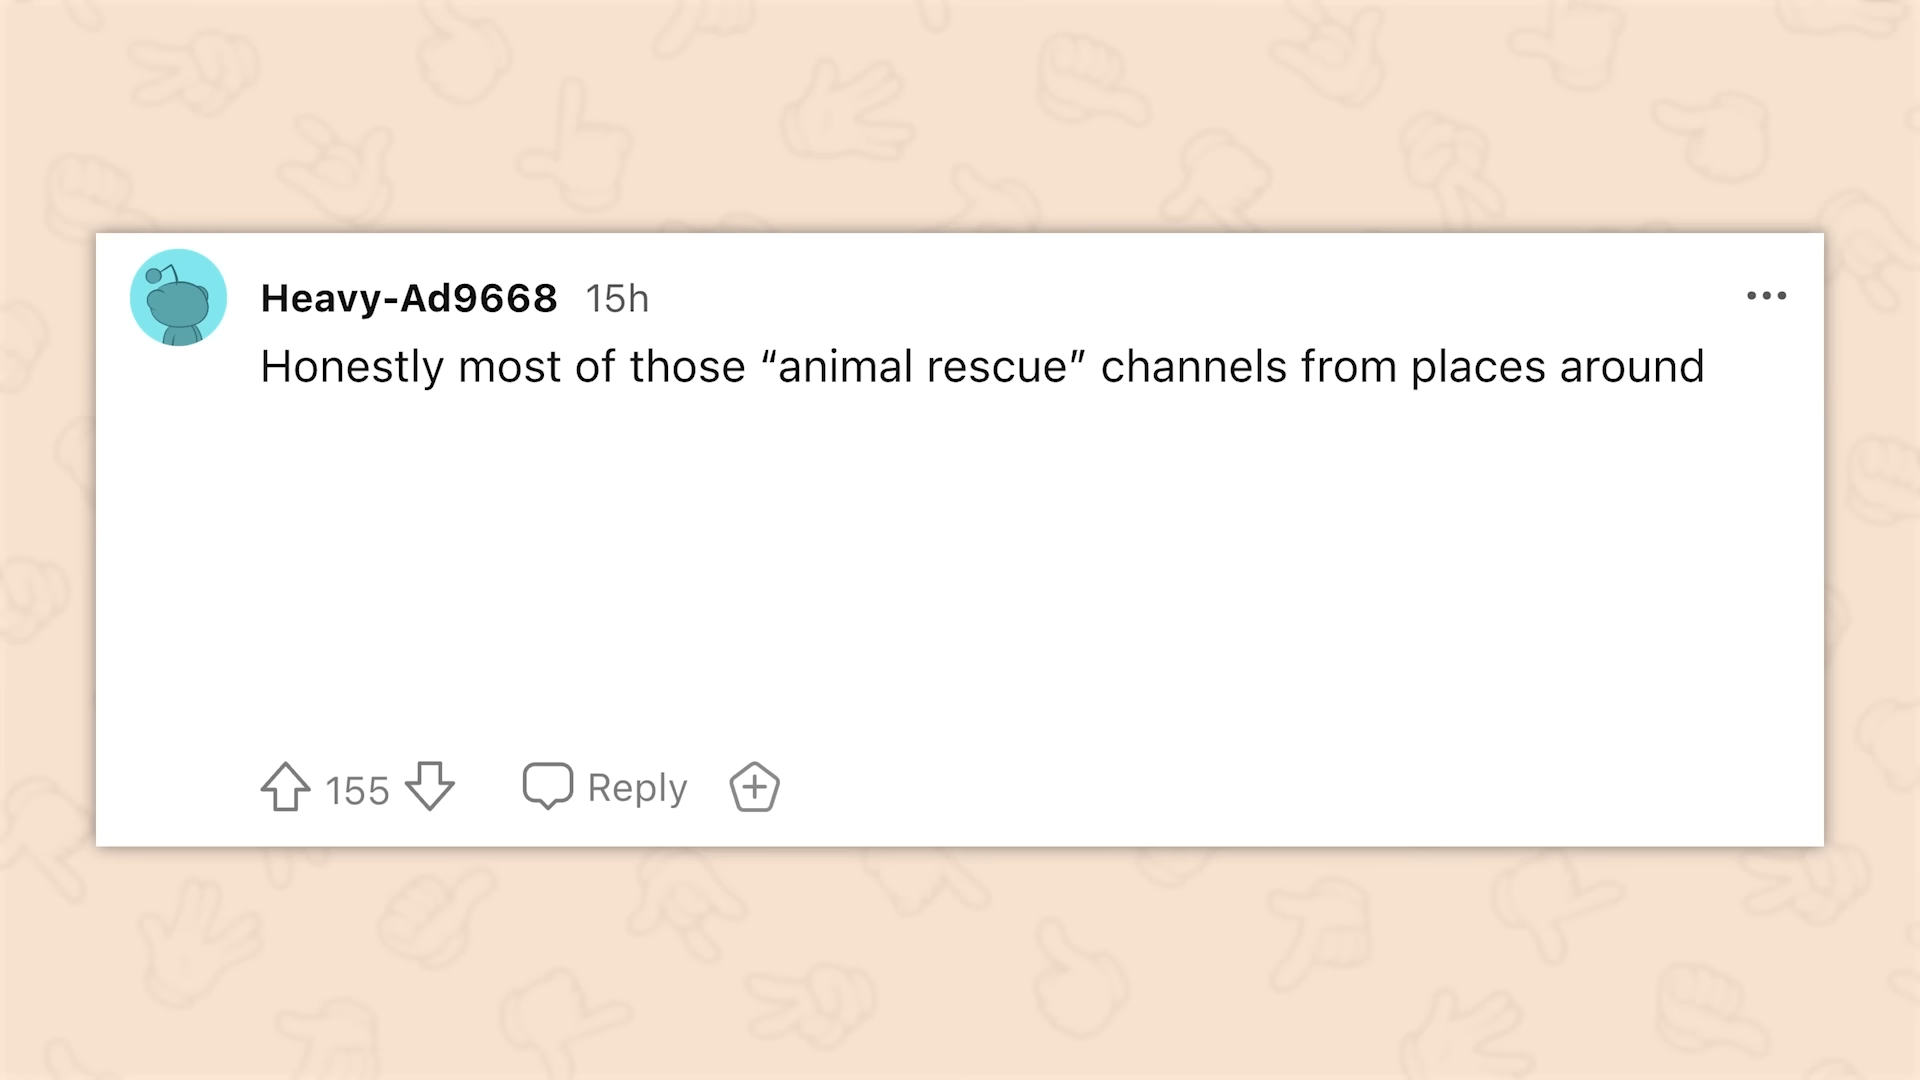 Heavy-Ad9668 15h
Honestly most of those “animal rescue” channels from places around
155 Reply